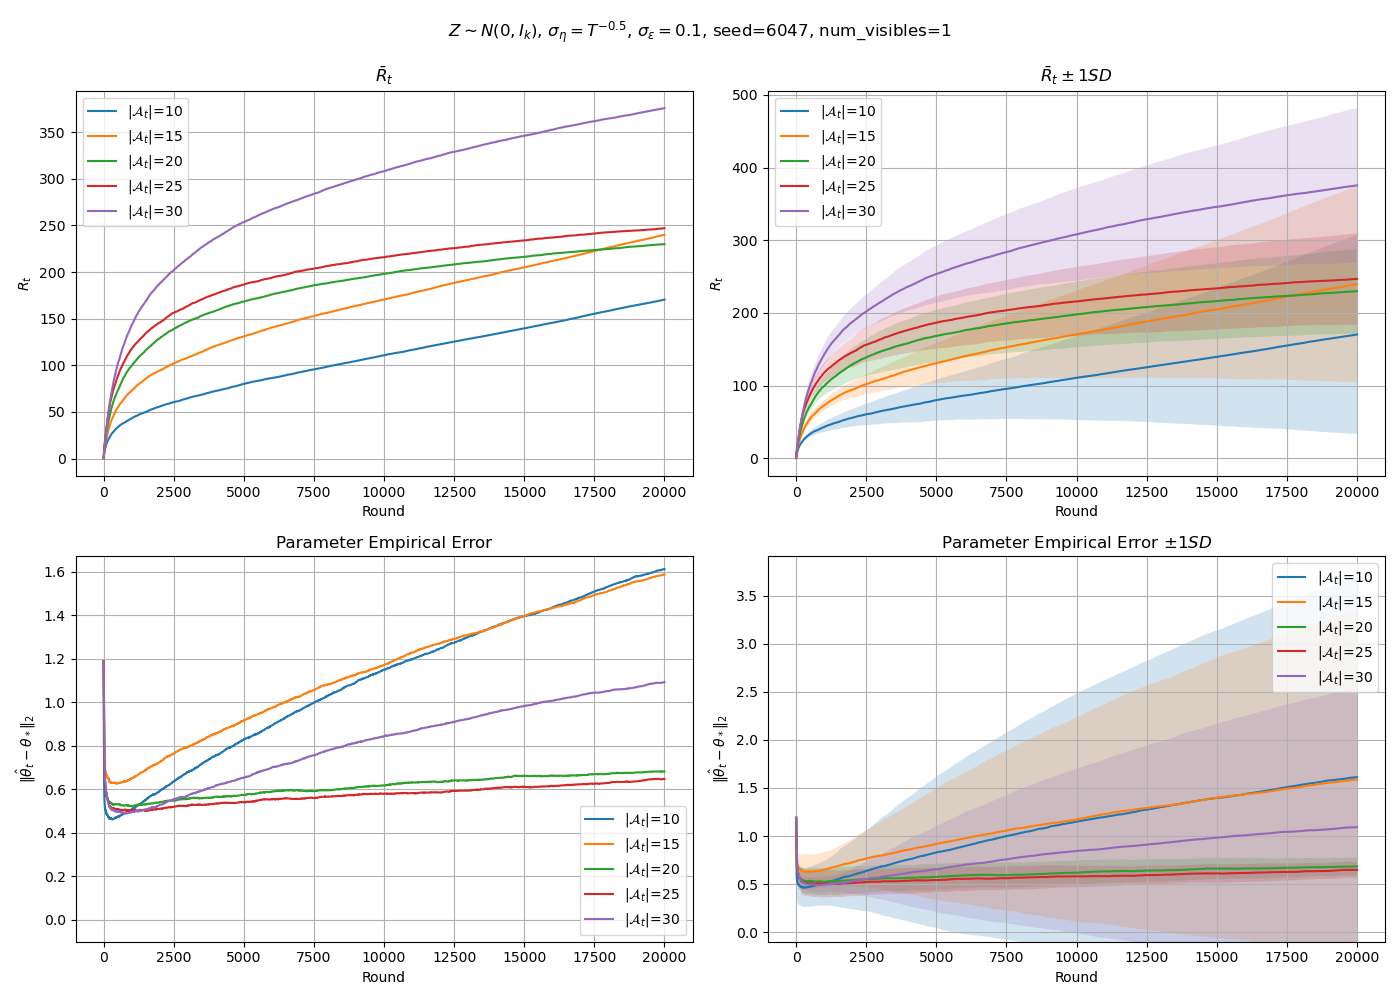 Z ∼ N(0, I_k), σ_η = T^{−0.5}, σ_ε = 0.1, seed=6047, num_visibles=1
R̄_t
R_t
350
300
250
200
150
100
50
0
|𝒜_t|=10
|𝒜_t|=15
|𝒜_t|=20
|𝒜_t|=25
|𝒜_t|=30
0 2500 5000 7500 10000 12500 15000 17500 20000
Round
R̄_t ± 1SD
R_t
500
400
300
200
100
0
|𝒜_t|=10
|𝒜_t|=15
|𝒜_t|=20
|𝒜_t|=25
|𝒜_t|=30
0 2500 5000 7500 10000 12500 15000 17500 20000
Round
Parameter Empirical Error
‖θ̂_t − θ_*‖_2
1.6
1.4
1.2
1.0
0.8
0.6
0.4
0.2
0.0
|𝒜_t|=10
|𝒜_t|=15
|𝒜_t|=20
|𝒜_t|=25
|𝒜_t|=30
0 2500 5000 7500 10000 12500 15000 17500 20000
Round
Parameter Empirical Error ±1SD
‖θ̂_t − θ_*‖_2
3.5
3.0
2.5
2.0
1.5
1.0
0.5
0.0
|𝒜_t|=10
|𝒜_t|=15
|𝒜_t|=20
|𝒜_t|=25
|𝒜_t|=30
0 2500 5000 7500 10000 12500 15000 17500 20000
Round